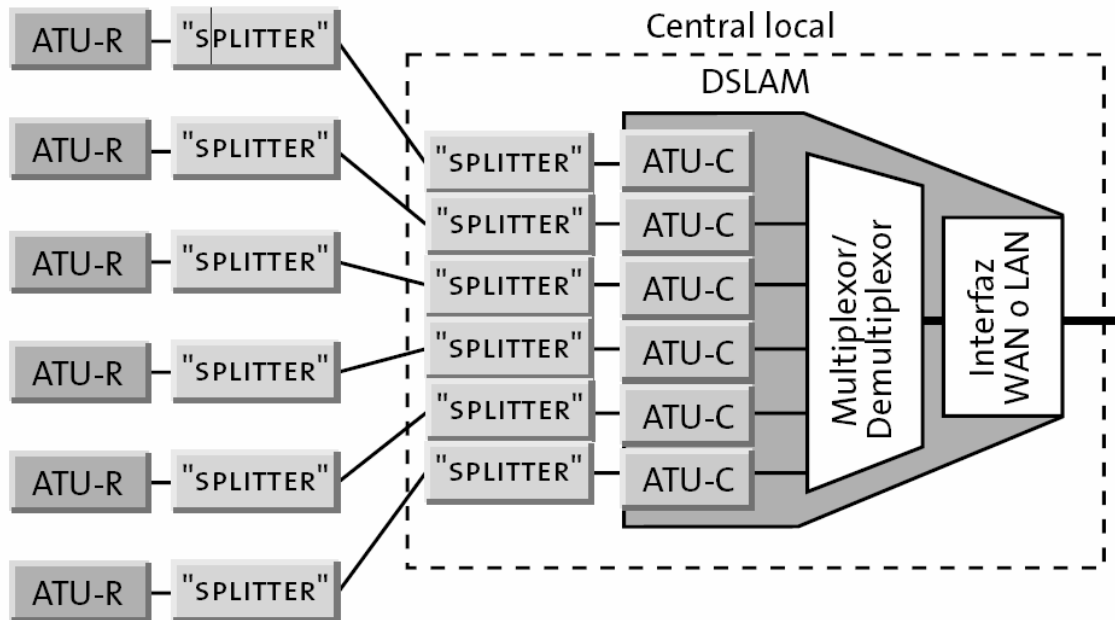 Central local
DSLAM
ATU-R
"SPLITTER"
ATU-R
"SPLITTER"
ATU-R
"SPLITTER"
ATU-R
"SPLITTER"
ATU-R
"SPLITTER"
ATU-R
"SPLITTER"
"SPLITTER"
ATU-C
"SPLITTER"
ATU-C
"SPLITTER"
ATU-C
"SPLITTER"
ATU-C
"SPLITTER"
ATU-C
"SPLITTER"
ATU-C
Multiplexor/
Demultiplexor
Interfaz
WAN o LAN